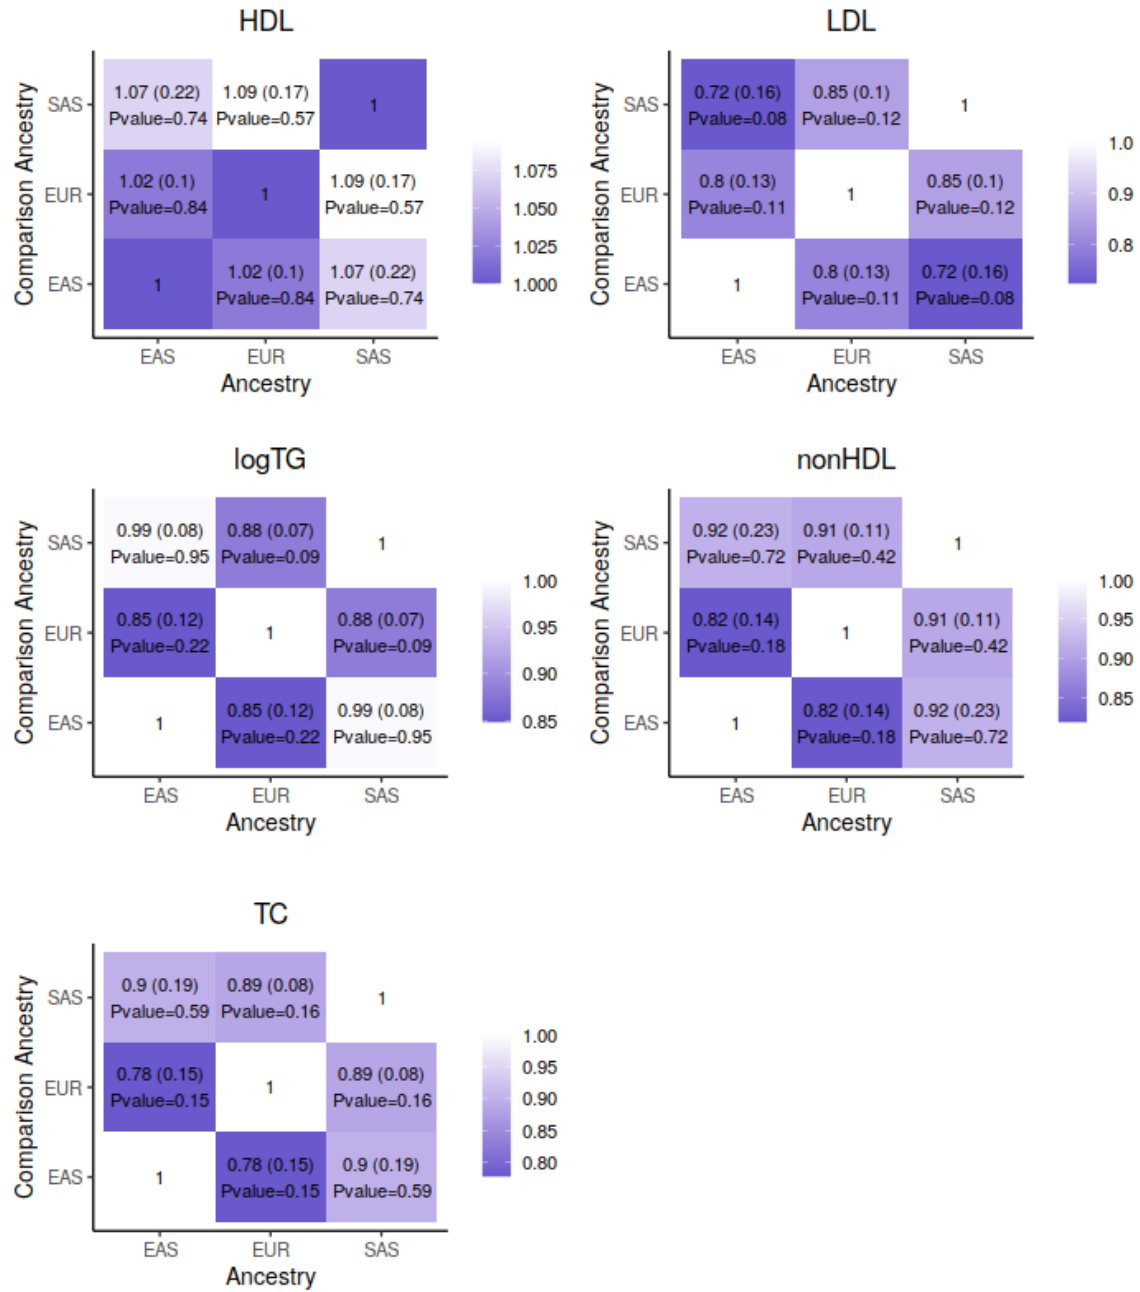 HDL
Comparison Ancestry
SAS
EUR
EAS
1.07 (0.22)
Pvalue=0.74
1.09 (0.17)
Pvalue=0.57
1
1.02 (0.1)
Pvalue=0.84
1
1.09 (0.17)
Pvalue=0.57
1
1.02 (0.1)
Pvalue=0.84
1.07 (0.22)
Pvalue=0.74
EAS
EUR
SAS
Ancestry
1.075
1.050
1.025
1.000
LDL
Comparison Ancestry
SAS
EUR
EAS
0.72 (0.16)
Pvalue=0.08
0.85 (0.1)
Pvalue=0.12
1
0.8 (0.13)
Pvalue=0.11
1
0.85 (0.1)
Pvalue=0.12
1
0.8 (0.13)
Pvalue=0.11
0.72 (0.16)
Pvalue=0.08
EAS
EUR
SAS
Ancestry
1.0
0.9
0.8
logTG
Comparison Ancestry
SAS
EUR
EAS
0.99 (0.08)
Pvalue=0.95
0.88 (0.07)
Pvalue=0.09
1
0.85 (0.12)
Pvalue=0.22
1
0.88 (0.07)
Pvalue=0.09
1
0.85 (0.12)
Pvalue=0.22
0.99 (0.08)
Pvalue=0.95
EAS
EUR
SAS
Ancestry
1.00
0.95
0.90
0.85
nonHDL
Comparison Ancestry
SAS
EUR
EAS
0.92 (0.23)
Pvalue=0.72
0.91 (0.11)
Pvalue=0.42
1
0.82 (0.14)
Pvalue=0.18
1
0.91 (0.11)
Pvalue=0.42
1
0.82 (0.14)
Pvalue=0.18
0.92 (0.23)
Pvalue=0.72
EAS
EUR
SAS
Ancestry
1.00
0.95
0.90
0.85
TC
Comparison Ancestry
SAS
EUR
EAS
0.9 (0.19)
Pvalue=0.59
0.89 (0.08)
Pvalue=0.16
1
0.78 (0.15)
Pvalue=0.15
1
0.89 (0.08)
Pvalue=0.16
1
0.78 (0.15)
Pvalue=0.15
0.9 (0.19)
Pvalue=0.59
EAS
EUR
SAS
Ancestry
1.00
0.95
0.90
0.85
0.80